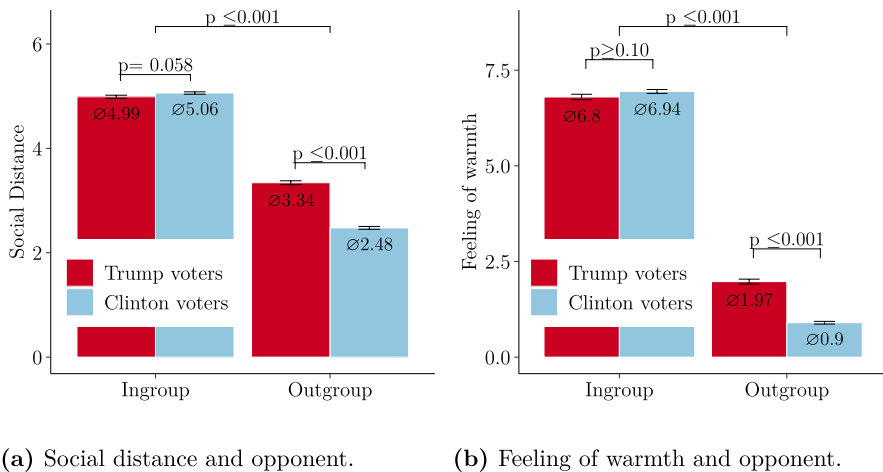 p ≤0.001
p= 0.058
p ≤0.001
6
4
2
0
Social Distance
∅4.99
∅5.06
∅3.34
∅2.48
Trump voters
Clinton voters
Ingroup
Outgroup
(a) Social distance and opponent.
p ≤0.001
p≥0.10
p ≤0.001
7.5
5.0
2.5
0.0
Feeling of warmth
∅6.8
∅6.94
∅1.97
∅0.9
Trump voters
Clinton voters
Ingroup
Outgroup
(b) Feeling of warmth and opponent.